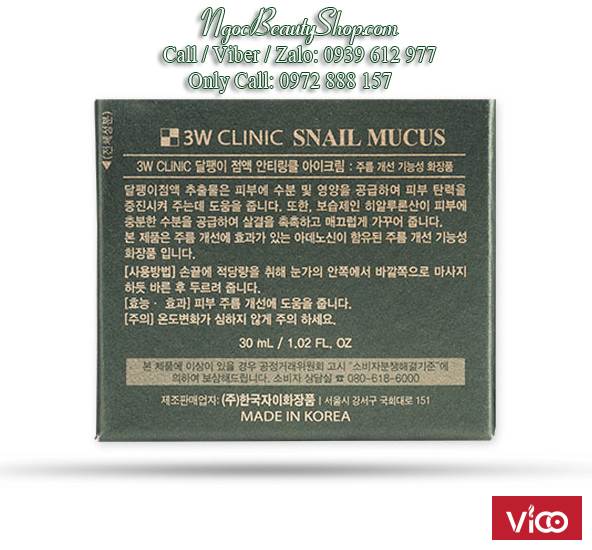 NgocBeautyShop.com
Call / Viber / Zalo: 0939 612 977
Only Call: 0972 888 157
◀(전체성분)
3W CLINIC SNAIL MUCUS
3W CLINIC 달팽이 점액 안티링클 아이크림 : 주름 개선 기능성 화장품
달팽이점액 추출물은 피부에 수분 및 영양을 공급하여 피부 탄력을
증진시켜 주는데 도움을 줍니다. 또한, 보습제인 히알루론산이 피부에
충분한 수분을 공급하여 살결을 촉촉하고 매끄럽게 가꾸어 줍니다.
본 제품은 주름 개선에 효과가 있는 아데노신이 함유된 주름 개선 기능성
화장품 입니다.
[사용방법] 손끝에 적당량을 취해 눈가의 안쪽에서 바깥쪽으로 마사지
하듯 바른 후 두르려 줍니다.
[효능 · 효과] 피부 주름 개선에 도움을 줍니다.
[주의] 온도변화가 심하지 않게 주의 하세요.
30 mL / 1.02 FL. OZ
본 제품에 이상이 있을 경우 공정거래위원회 고시 "소비자분쟁해결기준"에
의하여 보상해드립니다. 소비자 상담실 ☎ 080-618-6000
제조판매업자: (주)한국자이화장품 | 서울시 강서구 국회대로 151
MADE IN KOREA
VICO